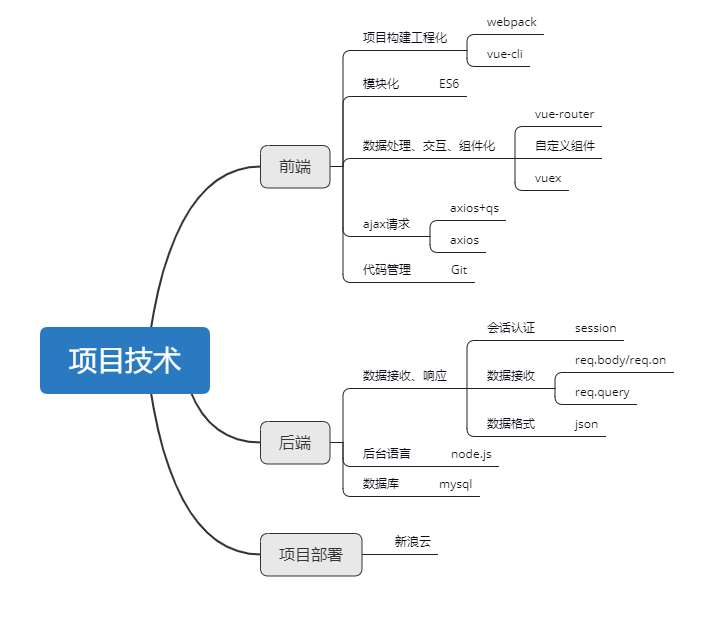 项目技术
前端
项目构建工程化
webpack
vue-cli
模块化
ES6
数据处理、交互、组件化
vue-router
自定义组件
vuex
ajax请求
axios+qs
axios
代码管理
Git
后端
数据接收、响应
会话认证
session
数据接收
req.body/req.on
req.query
数据格式
json
后台语言
node.js
数据库
mysql
项目部署
新浪云